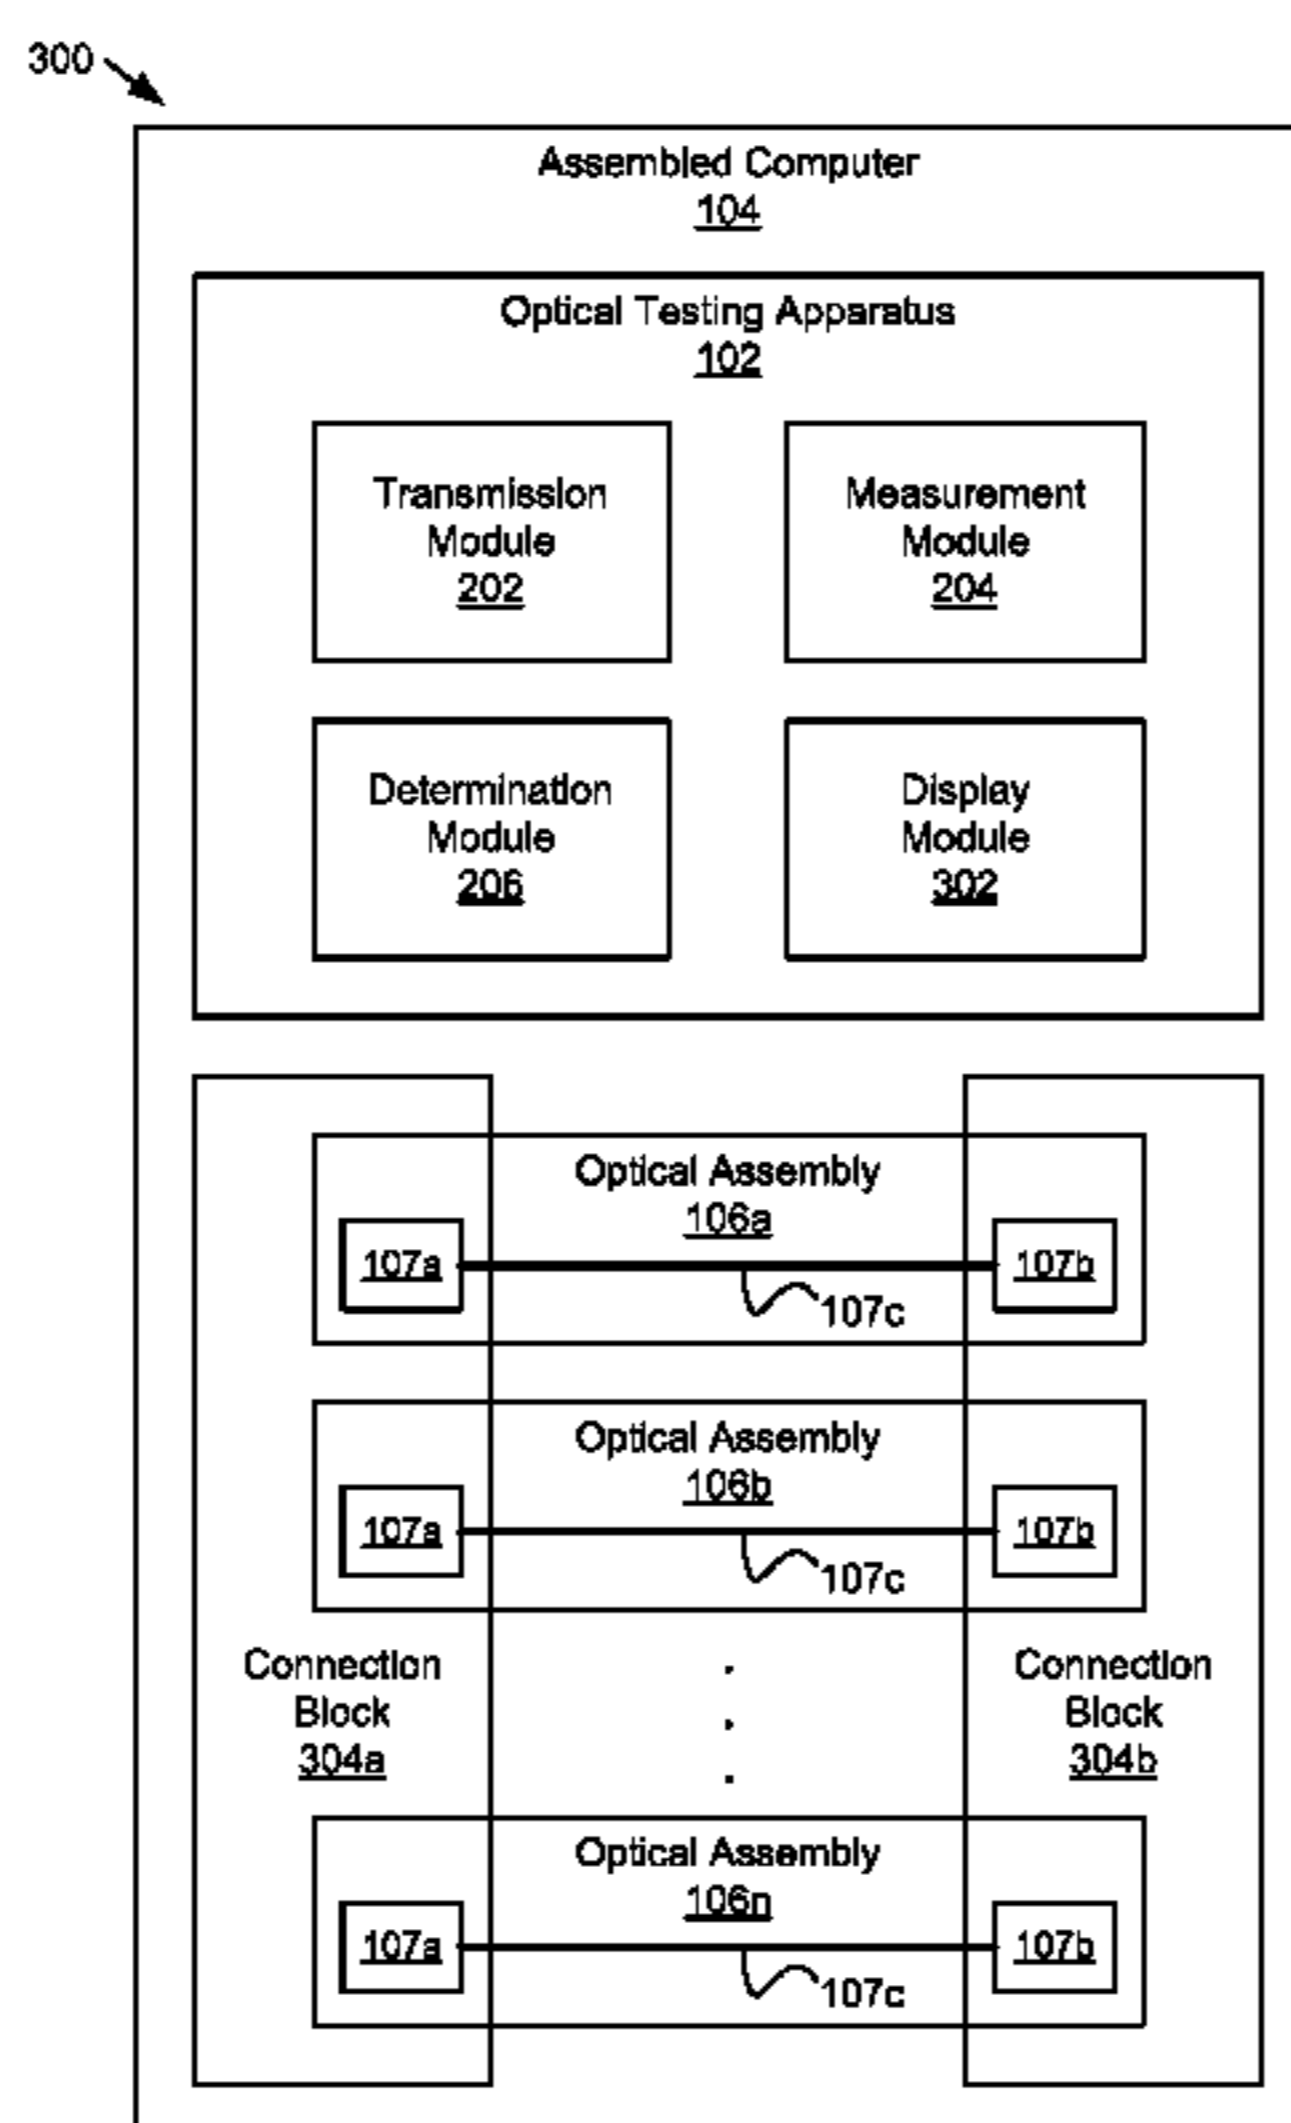 300
Assembled Computer
104
Optical Testing Apparatus
102
Transmission
Module
202
Measurement
Module
204
Determination
Module
206
Display
Module
302
Optical Assembly
106a
107a
107b
107c
Optical Assembly
106b
107a
107b
107c
Connection
Block
304a
Connection
Block
304b
Optical Assembly
106n
107a
107b
107c